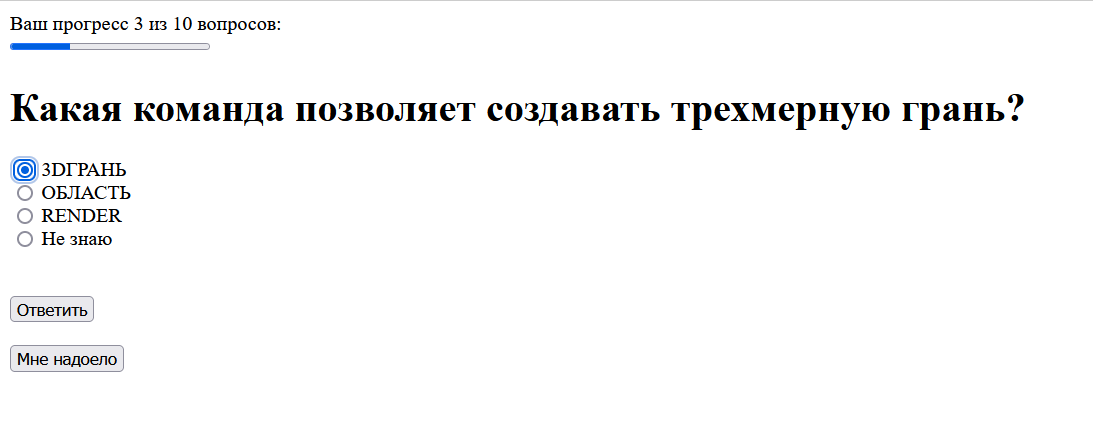 Ваш прогресс 3 из 10 вопросов:
Какая команда позволяет создавать трехмерную грань?
3DГРАНЬ
ОБЛАСТЬ
RENDER
Не знаю
Ответить
Мне надоело